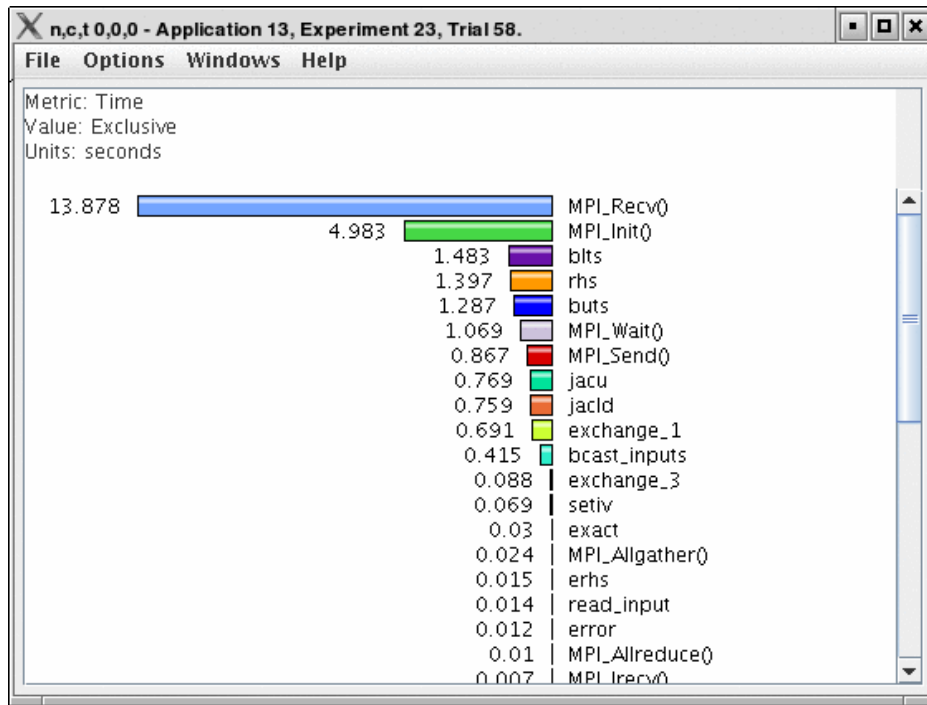 n,c,t 0,0,0 - Application 13, Experiment 23, Trial 58.
File Options Windows Help
Metric: Time
Value: Exclusive
Units: seconds
13.878 MPI_Recv()
4.983 MPI_Init()
1.483 blts
1.397 rhs
1.287 buts
1.069 MPI_Wait()
0.867 MPI_Send()
0.769 jacu
0.759 jacld
0.691 exchange_1
0.415 bcast_inputs
0.088 exchange_3
0.069 setiv
0.03 exact
0.024 MPI_Allgather()
0.015 erhs
0.014 read_input
0.012 error
0.01 MPI_Allreduce()
0.007 MPI_Irecv()